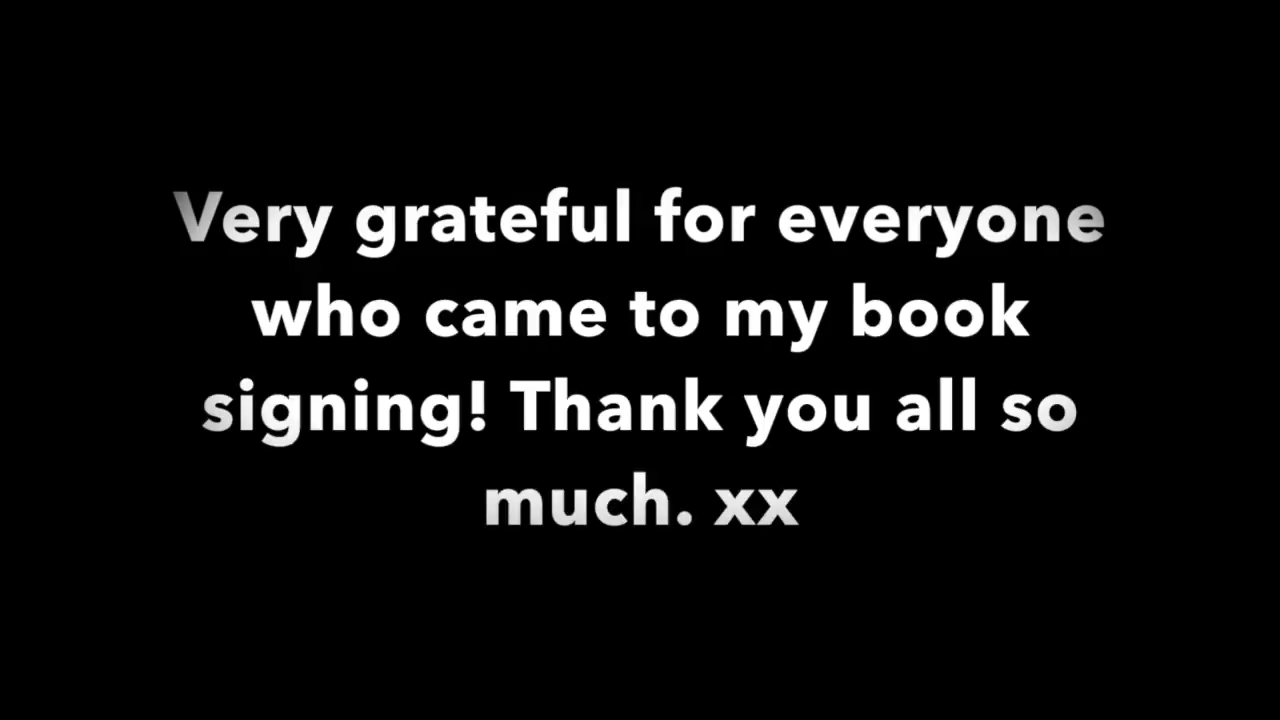 Very grateful for everyone
who came to my book
signing! Thank you all so
much. xx